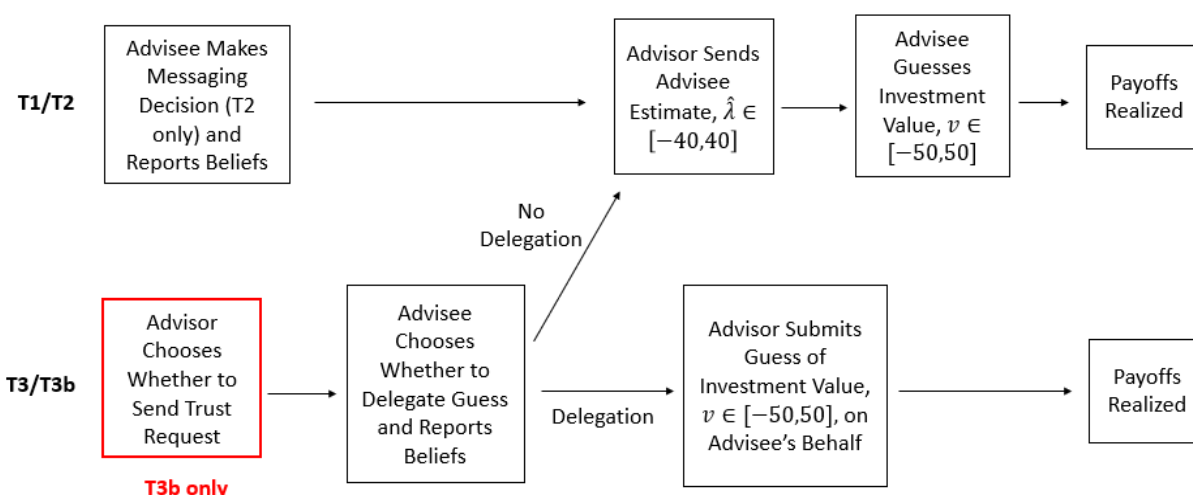 T1/T2
Advisee Makes
Messaging
Decision (T2
only) and
Reports Beliefs
Advisor Sends
Advisee
Estimate, λ̂ ∈
[−40,40]
Advisee
Guesses
Investment
Value, v ∈
[−50,50]
Payoffs
Realized
No
Delegation
T3/T3b
Advisor
Chooses
Whether to
Send Trust
Request
T3b only
Advisee
Chooses
Whether to
Delegate Guess
and Reports
Beliefs
Delegation
Advisor Submits
Guess of
Investment Value,
v ∈ [−50,50], on
Advisee’s Behalf
Payoffs
Realized